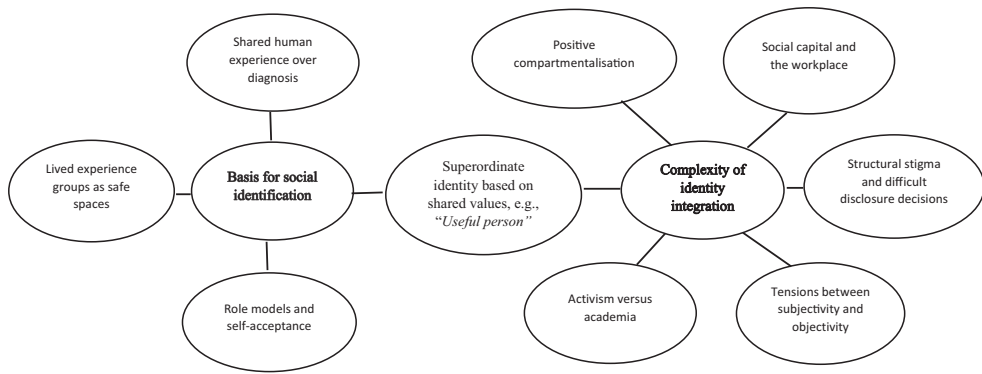 Shared human
experience over
diagnosis
Positive
compartmentalisation
Social capital and
the workplace
Lived experience
groups as safe
spaces
Basis for social
identification
Superordinate
identity based on
shared values, e.g.,
“Useful person”
Complexity of
identity
integration
Structural stigma
and difficult
disclosure decisions
Role models and
self-acceptance
Activism versus
academia
Tensions between
subjectivity and
objectivity